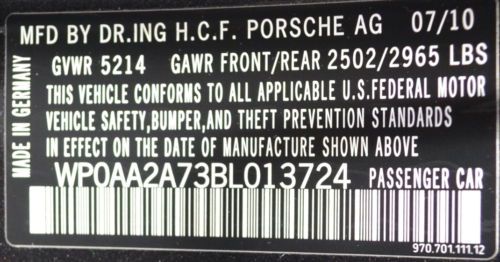 MFD BY DR.ING H.C.F. PORSCHE AG 07/10
GVWR 5214 GAWR FRONT/REAR 2502/2965 LBS
THIS VEHICLE CONFORMS TO ALL APPLICABLE U.S.FEDERAL MOTOR
VEHICLE SAFETY,BUMPER,AND THEFT PREVENTION STANDARDS
IN EFFECT ON THE DATE OF MANUFACTURE SHOWN ABOVE.
WP0AA2A73BL013724 PASSENGER CAR
970.701.111.12
MADE IN GERMANY